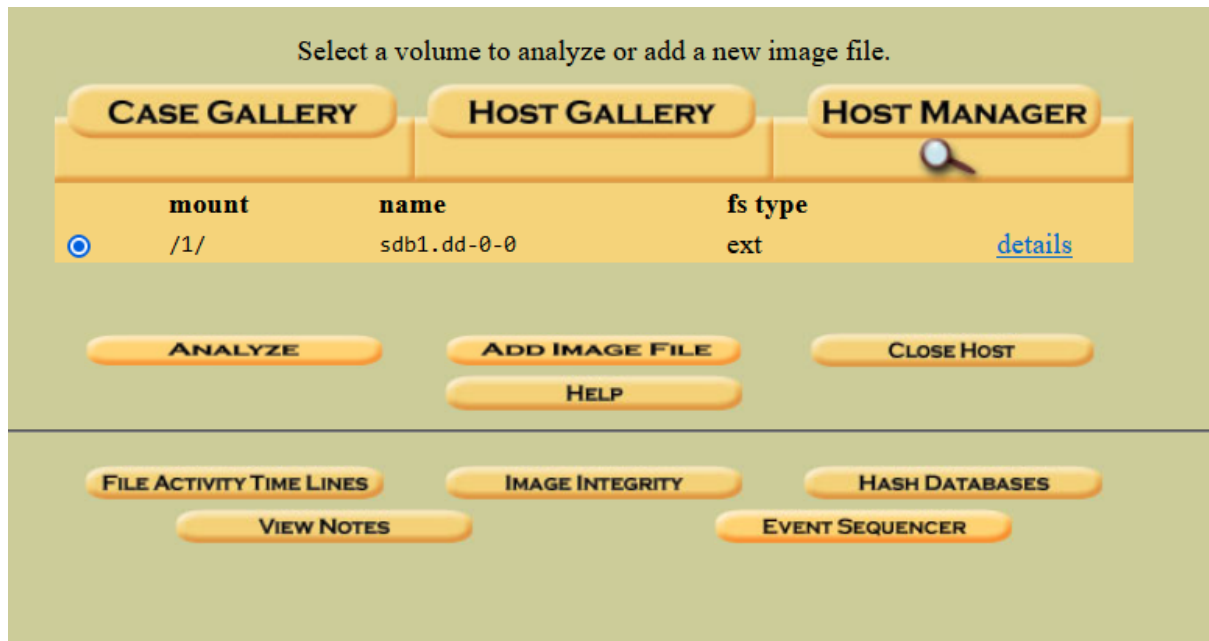 Select a volume to analyze or add a new image file.
CASE GALLERY HOST GALLERY HOST MANAGER
mount name fs type
/1/ sdb1.dd-0-0 ext details
ANALYZE ADD IMAGE FILE CLOSE HOST
HELP
FILE ACTIVITY TIME LINES IMAGE INTEGRITY HASH DATABASES
VIEW NOTES EVENT SEQUENCER